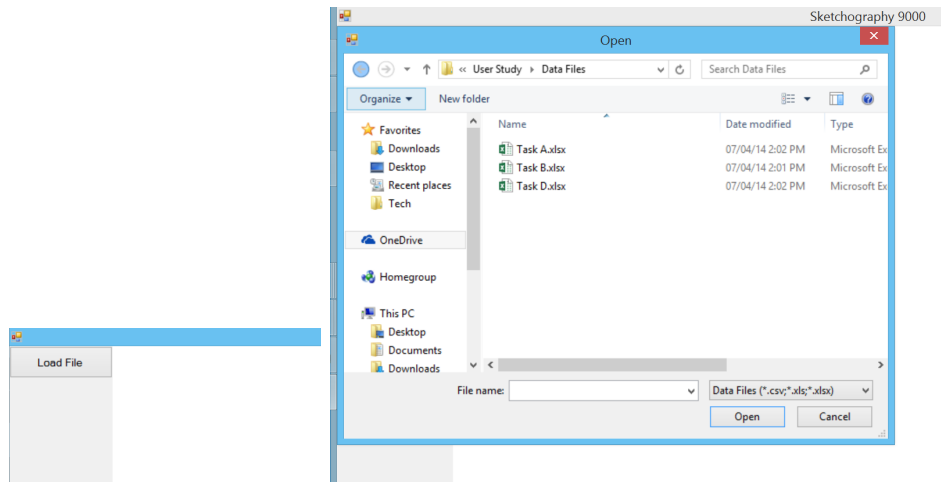 Sketchography 9000
Open
« User Study Data Files
Search Data Files
Organize New folder
Name Date modified Type
Favorites
Downloads
Desktop
Recent places
Tech
OneDrive
Homegroup
This PC
Desktop
Documents
Downloads
Task A.xlsx 07/04/14 2:02 PM Microsoft Ex
Task B.xlsx 07/04/14 2:01 PM Microsoft Ex
Task D.xlsx 07/04/14 2:02 PM Microsoft Ex
File name: Data Files (*.csv;*.xls;*.xlsx)
Open Cancel
Load File